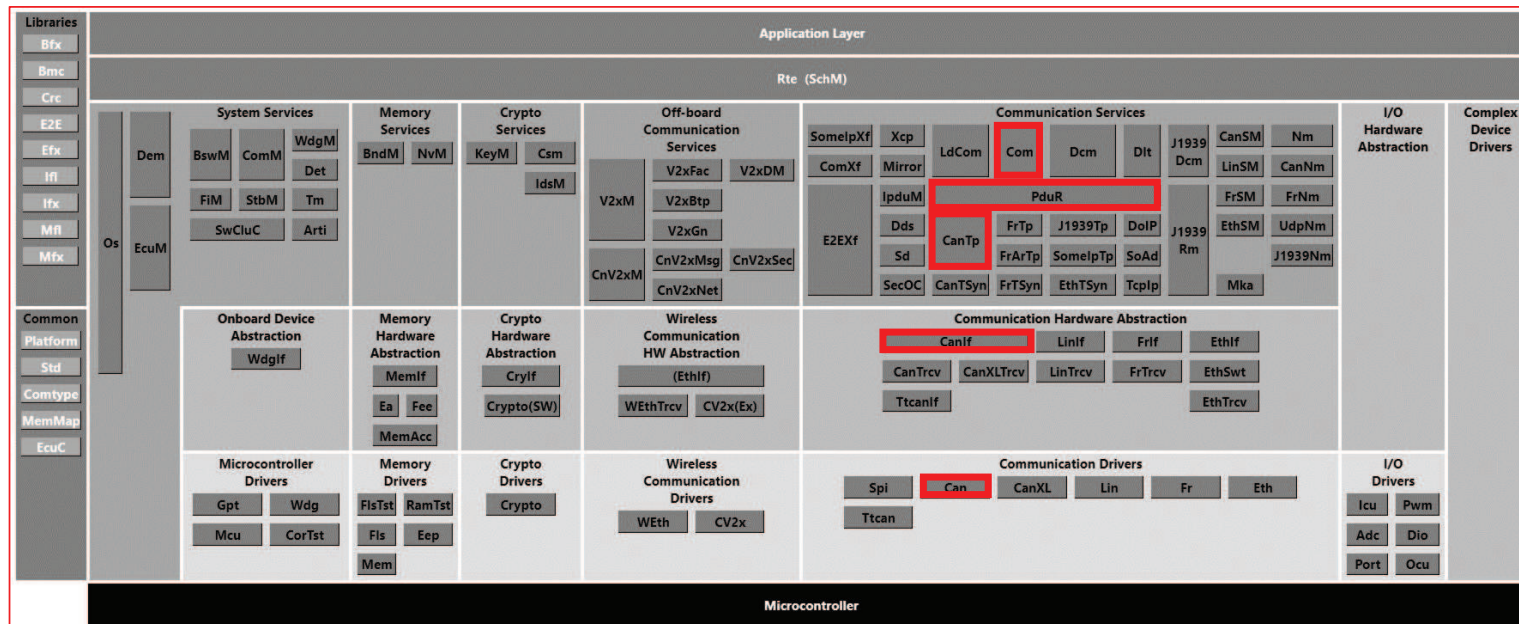 Libraries
Bfx
Bmc
Crc
E2E
Efx
Ifl
Ifx
Mfl
Mfx
Common
Platform
Std
Comtype
MemMap
EcuC
Application Layer
Rte (SchM)
Os
Dem
EcuM
System Services
BswM
ComM
WdgM
Det
FiM
StbM
Tm
SwCluC
Arti
Memory
Services
BndM
NvM
Crypto
Services
KeyM
Csm
IdsM
Off-board
Communication
Services
V2xM
V2xFac
V2xDM
V2xBtp
V2xGn
CnV2xM
CnV2xMsg
CnV2xSec
CnV2xNet
Communication Services
SomeIpXf
Xcp
LdCom
Com
Dcm
Dlt
J1939
Dcm
CanSM
Nm
ComXf
Mirror
LinSM
CanNm
E2EXf
IpduM
PduR
J1939
Rm
FrSM
FrNm
Dds
CanTp
FrTp
J1939Tp
DoIP
EthSM
UdpNm
Sd
FrArTp
SomeIpTp
SoAd
J1939Nm
SecOC
CanTSyn
FrTSyn
EthTSyn
TcpIp
Mka
I/O
Hardware
Abstraction
Complex
Device
Drivers
Onboard Device
Abstraction
WdgIf
Memory
Hardware
Abstraction
MemIf
Ea
Fee
MemAcc
Crypto
Hardware
Abstraction
CryIf
Crypto(SW)
Wireless
Communication
HW Abstraction
(EthIf)
WEthTrcv
CV2x(Ex)
Communication Hardware Abstraction
CanIf
LinIf
FrIf
EthIf
CanTrcv
CanXLTrcv
LinTrcv
FrTrcv
EthSwt
TtcanIf
EthTrcv
Microcontroller
Drivers
Gpt
Wdg
Mcu
CorTst
Memory
Drivers
FlsTst
RamTst
Fls
Eep
Mem
Crypto
Drivers
Crypto
Wireless
Communication
Drivers
WEth
CV2x
Communication Drivers
Spi
Can
CanXL
Lin
Fr
Eth
Ttcan
I/O
Drivers
Icu
Pwm
Adc
Dio
Port
Ocu
Microcontroller